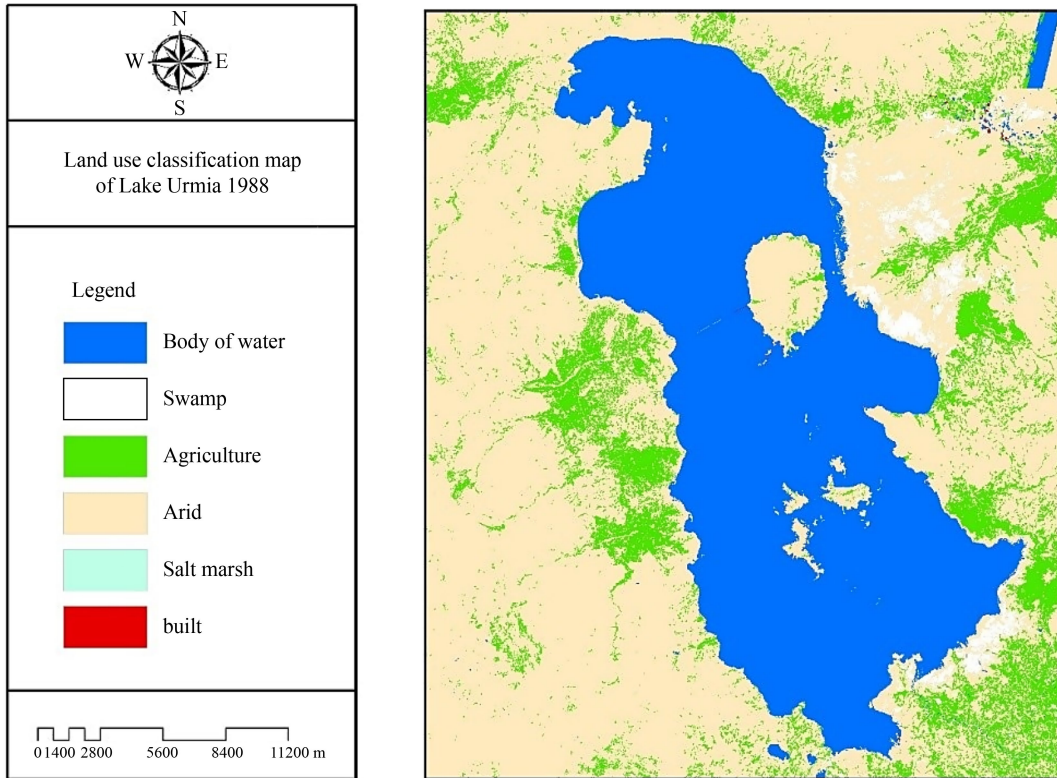 N
W E
S
Land use classification map
of Lake Urmia 1988
Legend
Body of water
Swamp
Agriculture
Arid
Salt marsh
built
0 1400 2800 5600 8400 11200 m